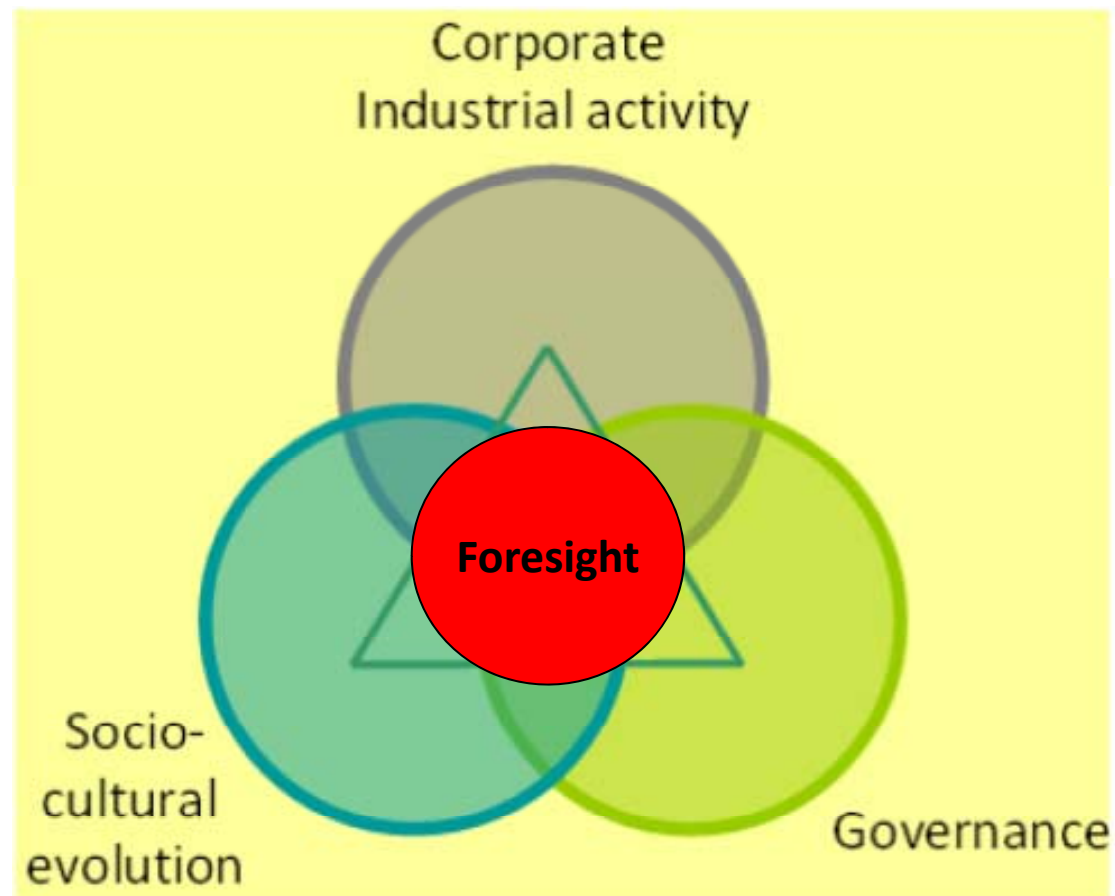 Corporate
Industrial activity
Foresight
Socio-
cultural
evolution
Governance